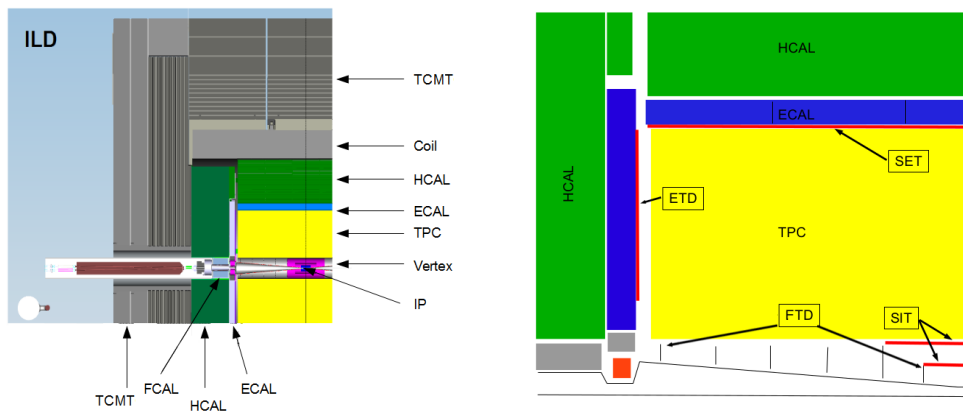 ILD
TCMT
Coil
HCAL
ECAL
TPC
Vertex
IP
FCAL
ECAL
TCMT
HCAL
HCAL
ECAL
SET
HCAL
ETD
TPC
FTD
SIT